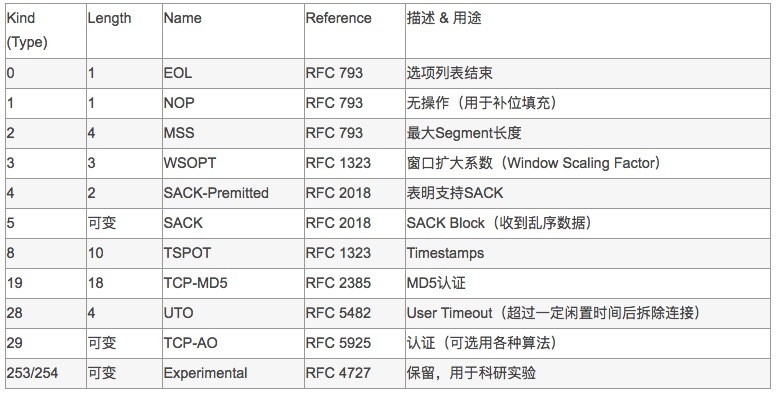 Kind (Type) Length Name Reference 描述 & 用途
0 1 EOL RFC 793 选项列表结束
1 1 NOP RFC 793 无操作（用于补位填充）
2 4 MSS RFC 793 最大Segment长度
3 3 WSOPT RFC 1323 窗口扩大系数（Window Scaling Factor）
4 2 SACK-Premitted RFC 2018 表明支持SACK
5 可变 SACK RFC 2018 SACK Block（收到乱序数据）
8 10 TSPOT RFC 1323 Timestamps
19 18 TCP-MD5 RFC 2385 MD5认证
28 4 UTO RFC 5482 User Timeout（超过一定闲置时间后拆除连接）
29 可变 TCP-AO RFC 5925 认证（可选用各种算法）
253/254 可变 Experimental RFC 4727 保留，用于科研实验